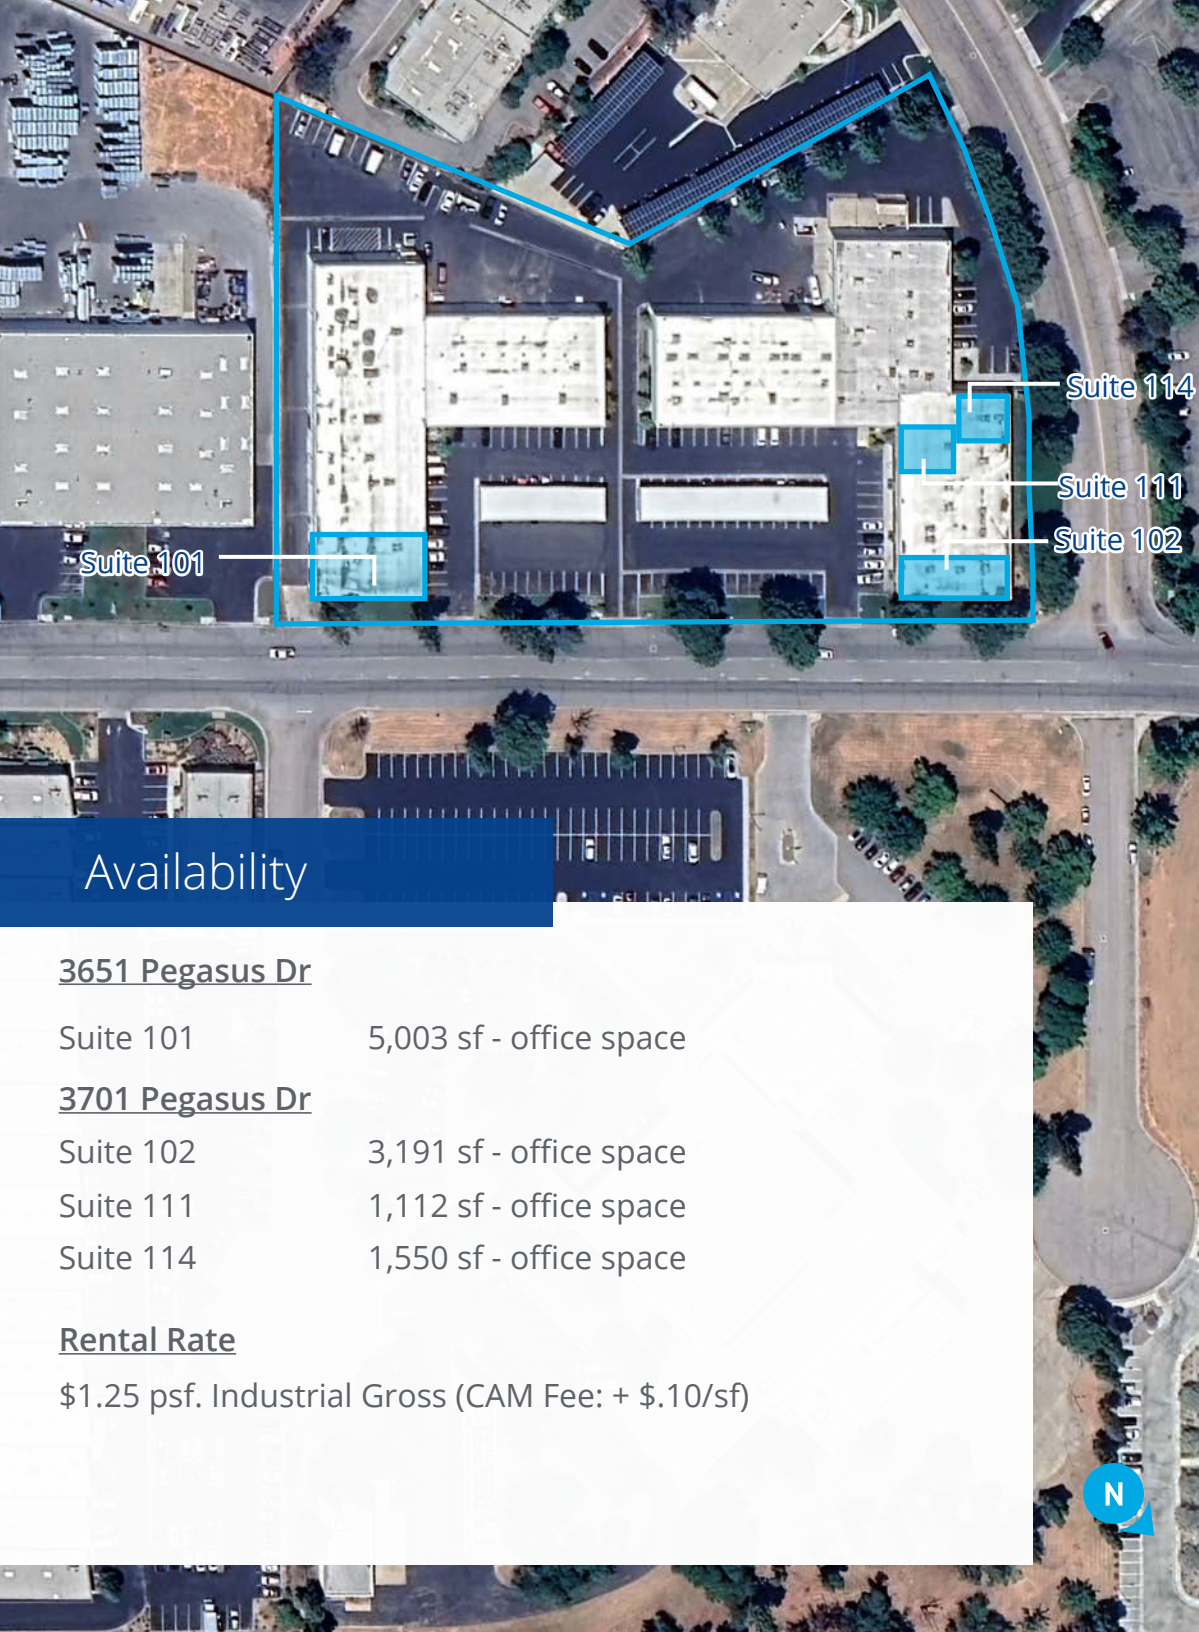 Suite 114
Suite 111
Suite 102
Suite 101
Availability
3651 Pegasus Dr
Suite 101 5,003 sf - office space
3701 Pegasus Dr
Suite 102 3,191 sf - office space
Suite 111 1,112 sf - office space
Suite 114 1,550 sf - office space
Rental Rate
$1.25 psf. Industrial Gross (CAM Fee: + $.10/sf)
N